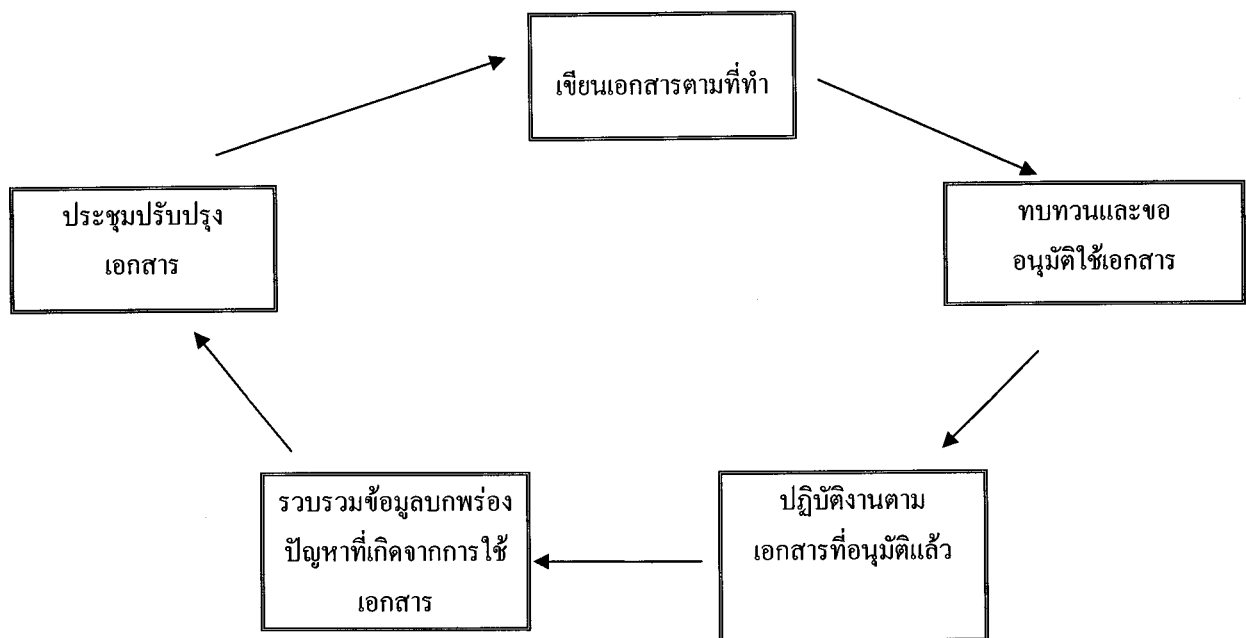 เขียนเอกสารตามที่ทำ
ทบทวนและขอ
อนุมัติใช้เอกสาร
ปฏิบัติงานตาม
เอกสารที่อนุมัติแล้ว
รวบรวมข้อมูลบกพร่อง
ปัญหาที่เกิดจากการใช้
เอกสาร
ประชุมปรับปรุง
เอกสาร